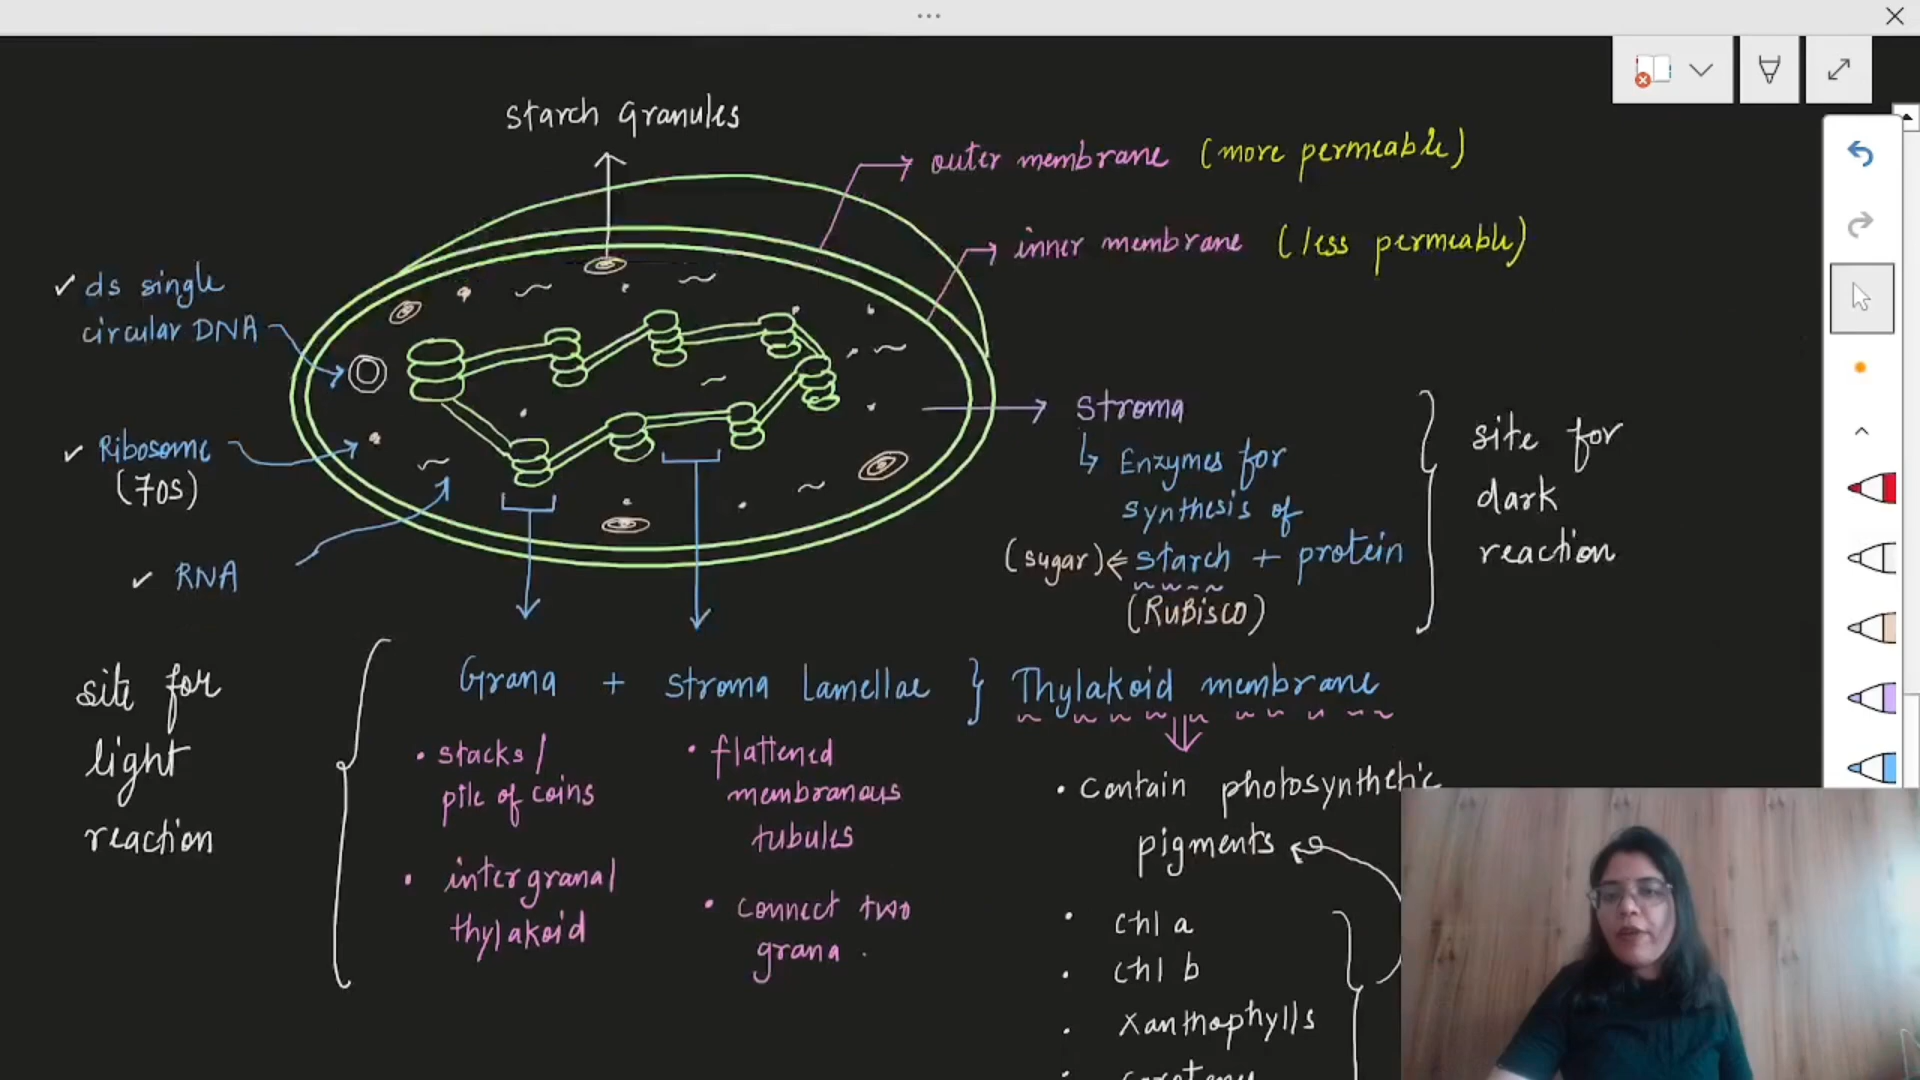 Starch Granules
outer membrane (more permeable)
inner membrane (less permeable)
✓ ds single
circular DNA
✓ Ribosome
(70S)
✓ RNA
Stroma
↳ Enzymes for
synthesis of
(sugar) ← starch + protein
(RuBisCO)
site for
dark
reaction
site for
light
reaction
Grana + stroma Lamellae } Thylakoid membrane
• stacks /
pile of coins
• intergranal
thylakoid
• flattened
membranous
tubules
• connect two
grana .
• Contain photosynthetic
pigments
• chl a
• chl b
• Xanthophylls